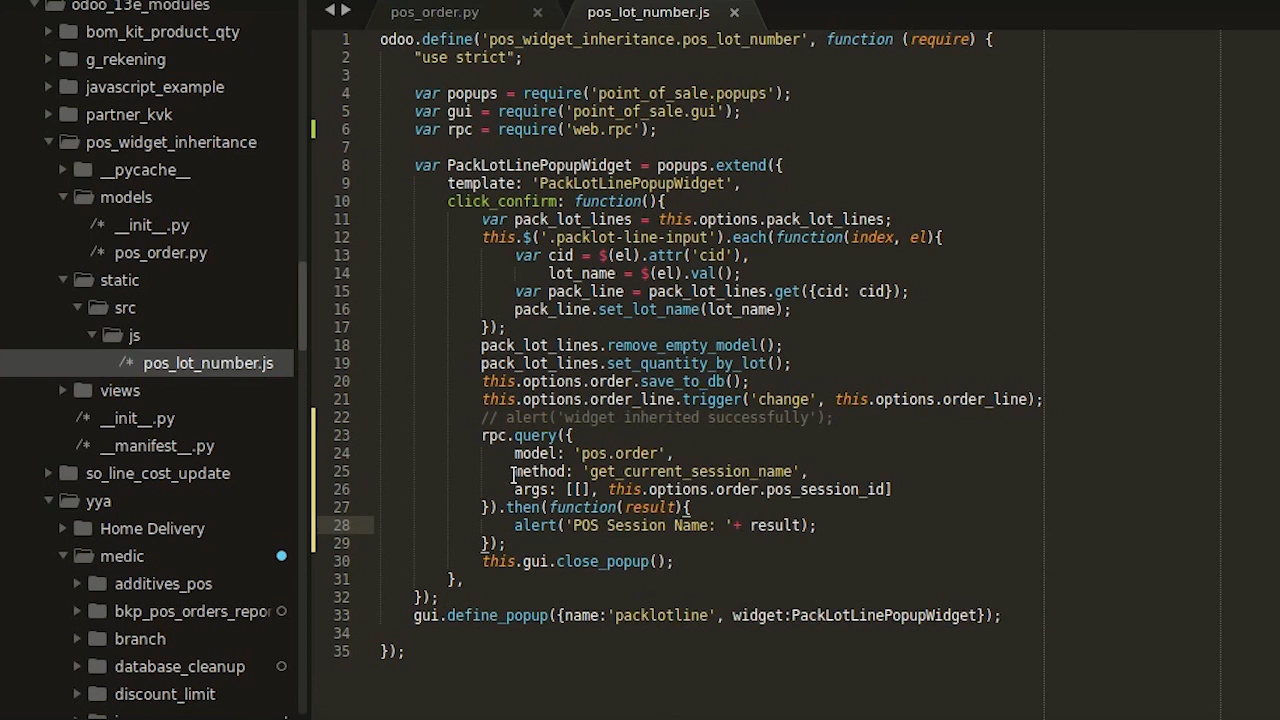 odoo_13e_modules
bom_kit_product_qty
g_rekening
javascript_example
partner_kvk
pos_widget_inheritance
__pycache__
models
/* __init__.py
/* pos_order.py
static
src
js
/* pos_lot_number.js
views
/* __init__.py
/* __manifest__.py
so_line_cost_update
yya
Home Delivery
medic
additives_pos
bkp_pos_orders_repo
branch
database_cleanup
discount_limit
pos_order.py × pos_lot_number.js ×
1 odoo.define('pos_widget_inheritance.pos_lot_number', function (require) {
2 "use strict";
3
4 var popups = require('point_of_sale.popups');
5 var gui = require('point_of_sale.gui');
6 var rpc = require('web.rpc');
7
8 var PackLotLinePopupWidget = popups.extend({
9 template: 'PackLotLinePopupWidget',
10 click_confirm: function(){
11 var pack_lot_lines = this.options.pack_lot_lines;
12 this.$('.packlot-line-input').each(function(index, el){
13 var cid = $(el).attr('cid'),
14 lot_name = $(el).val();
15 var pack_line = pack_lot_lines.get({cid: cid});
16 pack_line.set_lot_name(lot_name);
17 });
18 pack_lot_lines.remove_empty_model();
19 pack_lot_lines.set_quantity_by_lot();
20 this.options.order.save_to_db();
21 this.options.order_line.trigger('change', this.options.order_line);
22 // alert('widget inherited successfully');
23 rpc.query({
24 model: 'pos.order',
25 method: 'get_current_session_name',
26 args: [[], this.options.order.pos_session_id]
27 }).then(function(result){
28 alert('POS Session Name: '+ result);
29 });
30 this.gui.close_popup();
31 },
32 });
33 gui.define_popup({name:'packlotline', widget:PackLotLinePopupWidget});
34
35 });